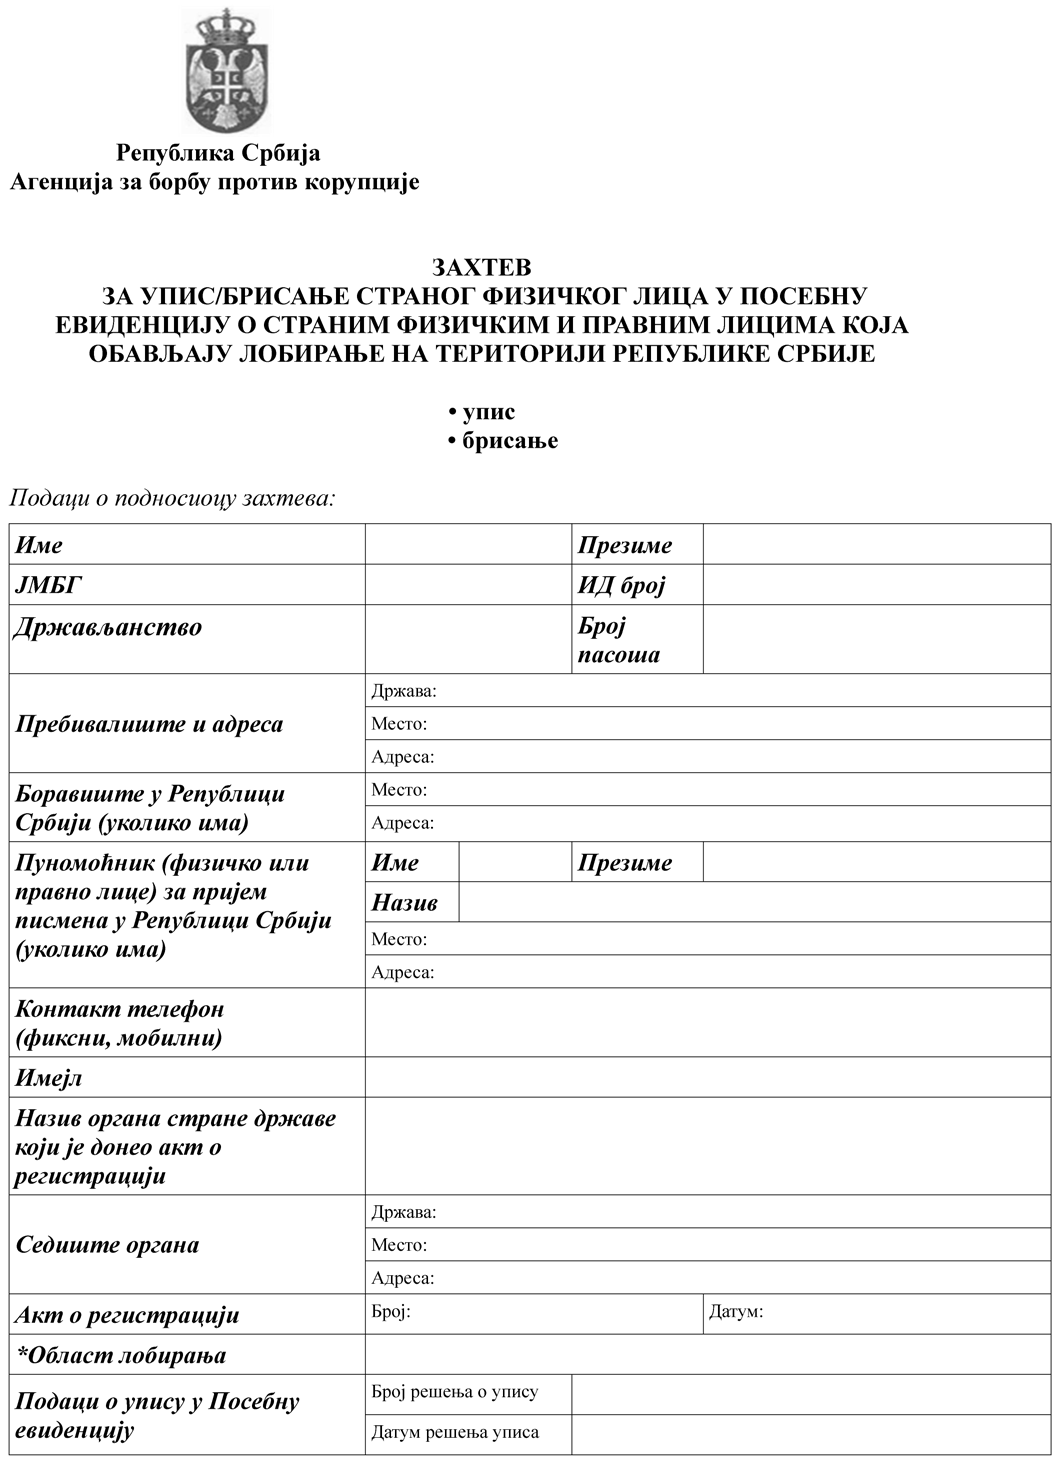 Република Србија
Агенција за борбу против корупције
ЗАХТЕВ
ЗА УПИС/БРИСАЊЕ СТРАНОГ ФИЗИЧКОГ ЛИЦА У ПОСЕБНУ
ЕВИДЕНЦИЈУ О СТРАНИМ ФИЗИЧКИМ И ПРАВНИМ ЛИЦИМА КОЈА
ОБАВЉАЈУ ЛОБИРАЊЕ НА ТЕРИТОРИЈИ РЕПУБЛИКЕ СРБИЈЕ
• упис
• брисање
Подаци о подносиоцу захтева:
Име
Презиме
ЈМБГ
ИД број
Држављанство
Број
пасоша
Пребивалиште и адреса
Држава:
Место:
Адреса:
Боравиште у Републици
Србији (уколико има)
Место:
Адреса:
Пуномоћник (физичко или
правно лице) за пријем
писмена у Републици Србији
(уколико има)
Име
Презиме
Назив
Место:
Адреса:
Контакт телефон
(фиксни, мобилни)
Имејл
Назив органа стране државе
који је донео акт о
регистрацији
Седиште органа
Држава:
Место:
Адреса:
Акт о регистрацији
Број:
Датум:
*Област лобирања
Подаци о упису у Посебну
евиденцију
Број решења о упису
Датум решења уписа